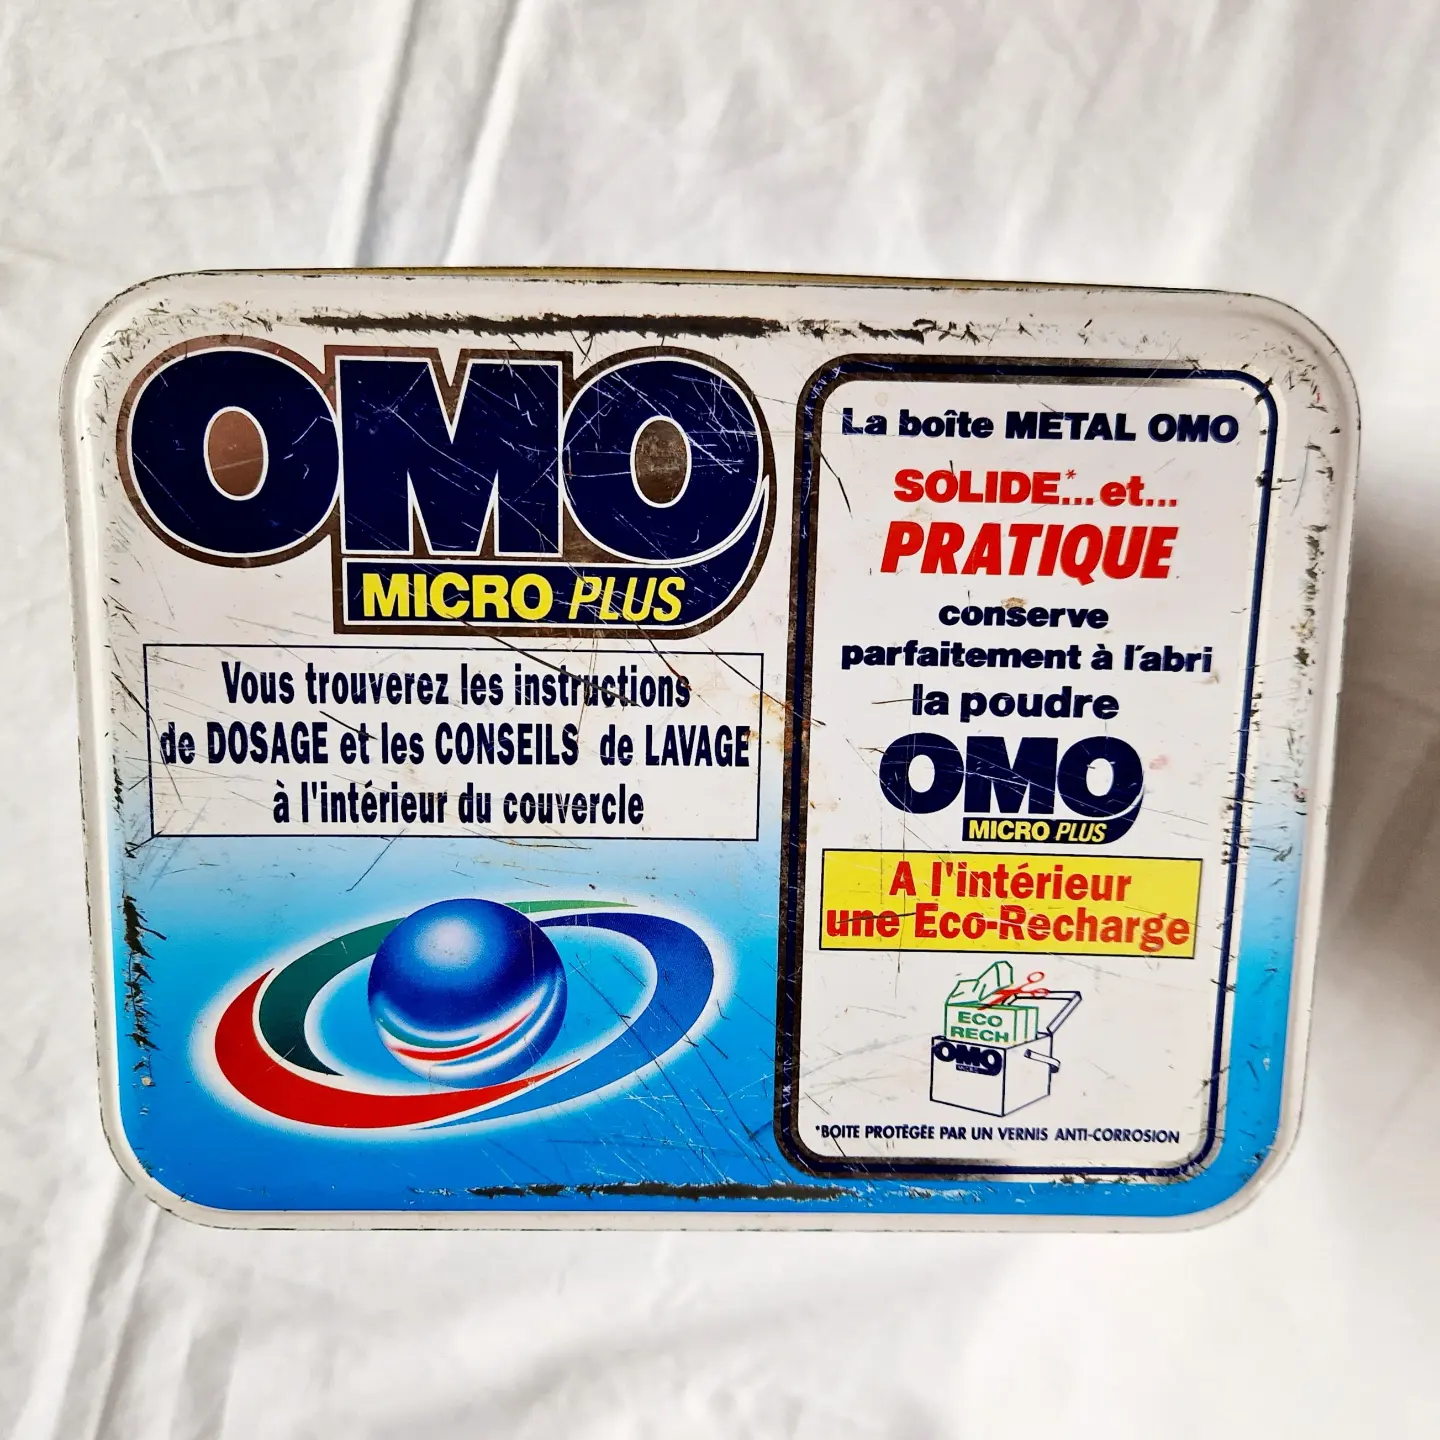 OMO
MICRO PLUS
Vous trouverez les instructions
de DOSAGE et les CONSEILS de LAVAGE
à l'intérieur du couvercle
La boîte METAL OMO
SOLIDE*... et...
PRATIQUE
conserve
parfaitement à l'abri
la poudre
OMO
MICRO PLUS
A l'intérieur
une Eco-Recharge
ECO
RECH
OMO
*BOITE PROTÉGÉE PAR UN VERNIS ANTI-CORROSION